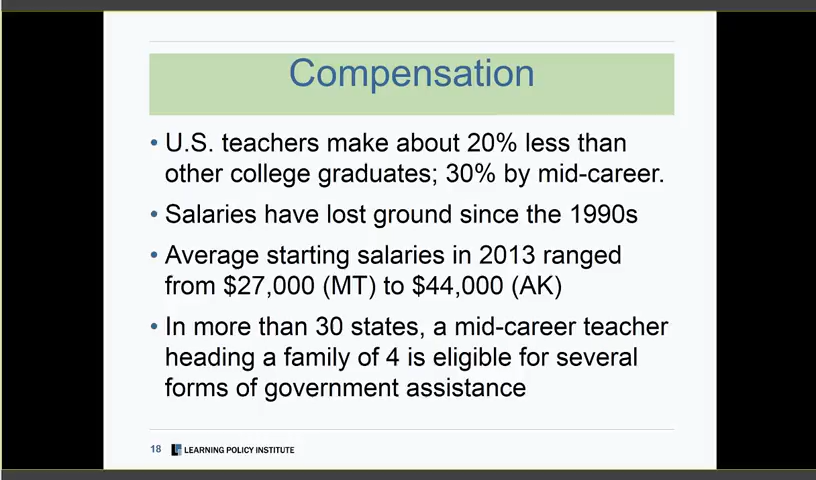 Compensation
• U.S. teachers make about 20% less than
other college graduates; 30% by mid-career.
• Salaries have lost ground since the 1990s
• Average starting salaries in 2013 ranged
from $27,000 (MT) to $44,000 (AK)
• In more than 30 states, a mid-career teacher
heading a family of 4 is eligible for several
forms of government assistance
18 LEARNING POLICY INSTITUTE